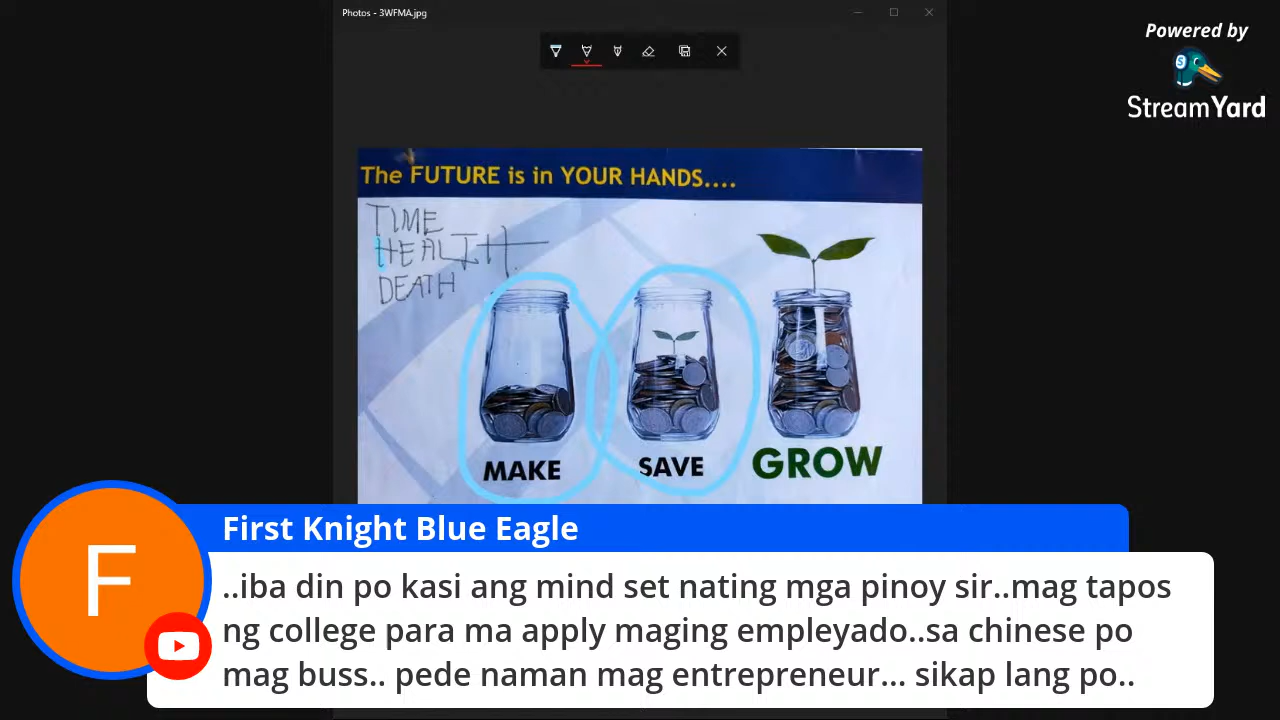 Photos - 3WFMA.jpg
Powered by
StreamYard
The FUTURE is in YOUR HANDS....
TIME
HEALTH
DEATH
MAKE
SAVE
GROW
F
First Knight Blue Eagle
..iba din po kasi ang mind set nating mga pinoy sir..mag tapos
ng college para ma apply maging empleyado..sa chinese po
mag buss.. pede naman mag entrepreneur... sikap lang po..